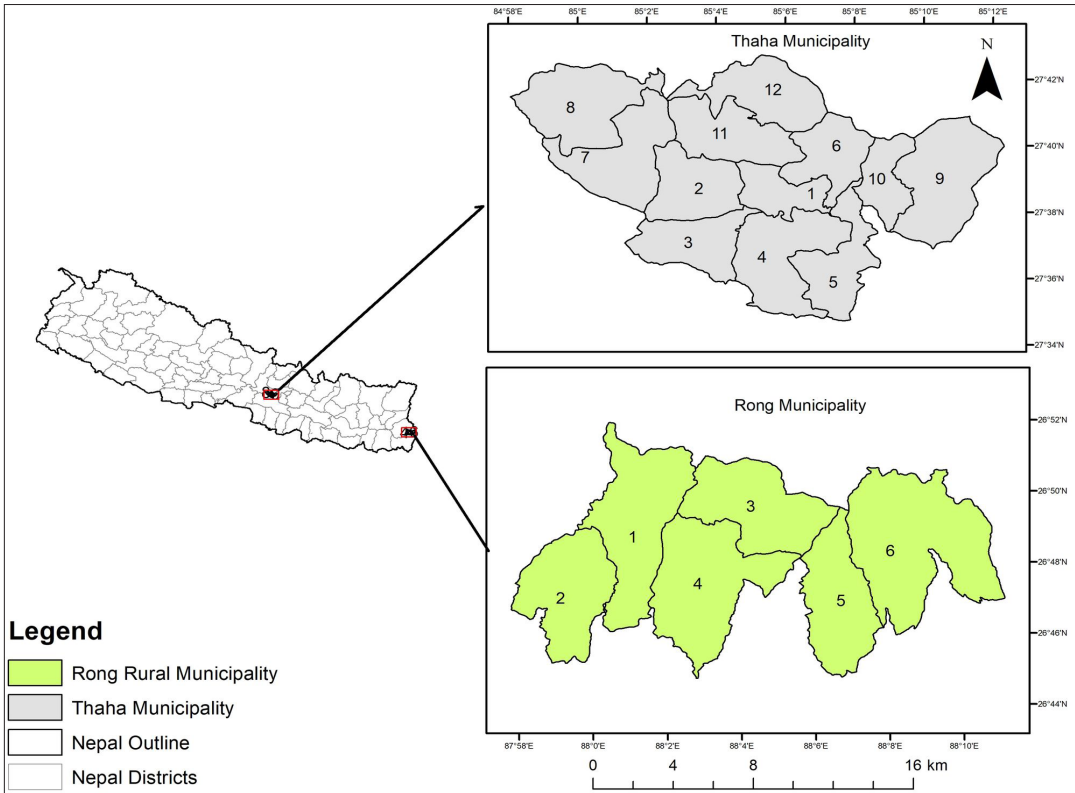 84°58'E 85°E 85°2'E 85°4'E 85°6'E 85°8'E 85°10'E 85°12'E
Thaha Municipality
N
27°42'N
27°40'N
27°38'N
27°36'N
27°34'N
12
8
11
6
7
2
1
10
9
3
4
5
Rong Municipality
26°52'N
26°50'N
26°48'N
26°46'N
26°44'N
3
1
6
4
2
5
87°58'E 88°0'E 88°2'E 88°4'E 88°6'E 88°8'E 88°10'E
0 4 8 16 km
Legend
Rong Rural Municipality
Thaha Municipality
Nepal Outline
Nepal Districts